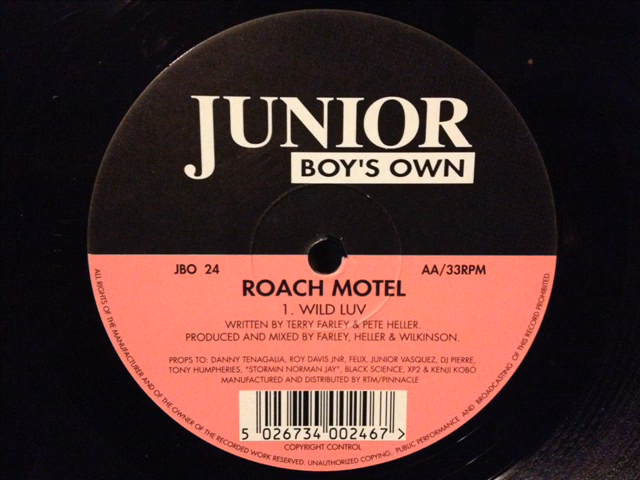 JUNIOR
BOY'S OWN
JBO 24
AA/33RPM
ROACH MOTEL
1. WILD LUV
WRITTEN BY TERRY FARLEY & PETE HELLER.
PRODUCED AND MIXED BY FARLEY, HELLER & WILKINSON.
PROPS TO: DANNY TENAGALIA, ROY DAVIS JNR, FELIX, JUNIOR VASQUEZ, DJ PIERRE,
TONY HUMPHERIES, "STORMIN NORMAN JAY", BLACK SCIENCE, XP2 & KENJI KOBÓ
MANUFACTURED AND DISTRIBUTED BY RTM/PINNACLE
5 026734 002467 >
COPYRIGHT CONTROL
ALL RIGHTS OF THE MANUFACTURER AND OF THE OWNER OF THE RECORDED WORK RESERVED. UNAUTHORIZED COPYING, PUBLIC PERFORMANCE AND BROADCASTING OF THIS RECORD PROHIBITED